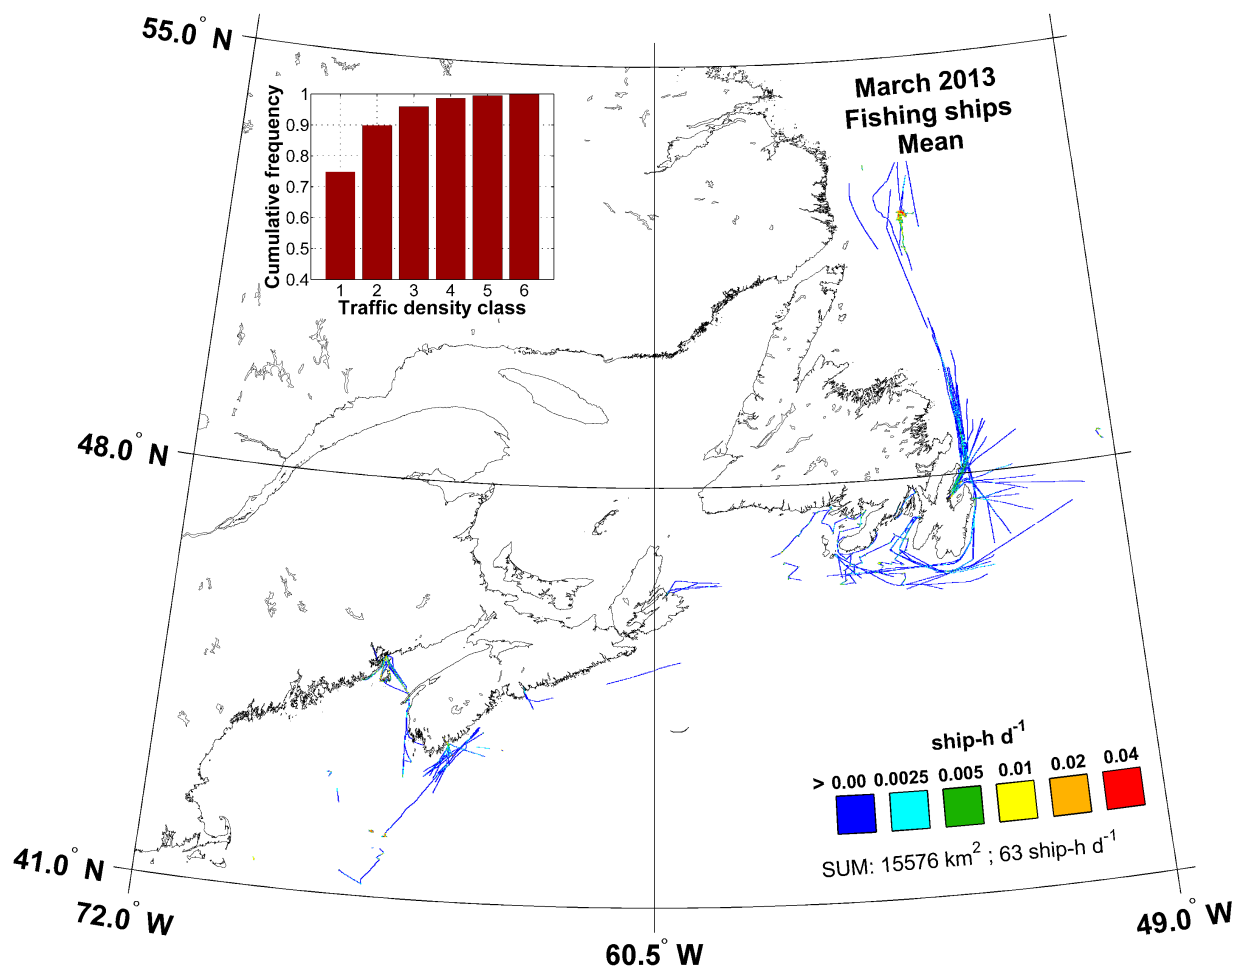 55.0° N
March 2013
Fishing ships
Mean
Cumulative frequency
1
0.9
0.8
0.7
0.6
0.5
0.4
1 2 3 4 5 6
Traffic density class
48.0° N
ship-h d-1
> 0.00 0.0025 0.005 0.01 0.02 0.04
SUM: 15576 km2 ; 63 ship-h d-1
41.0° N
72.0° W
60.5° W
49.0° W